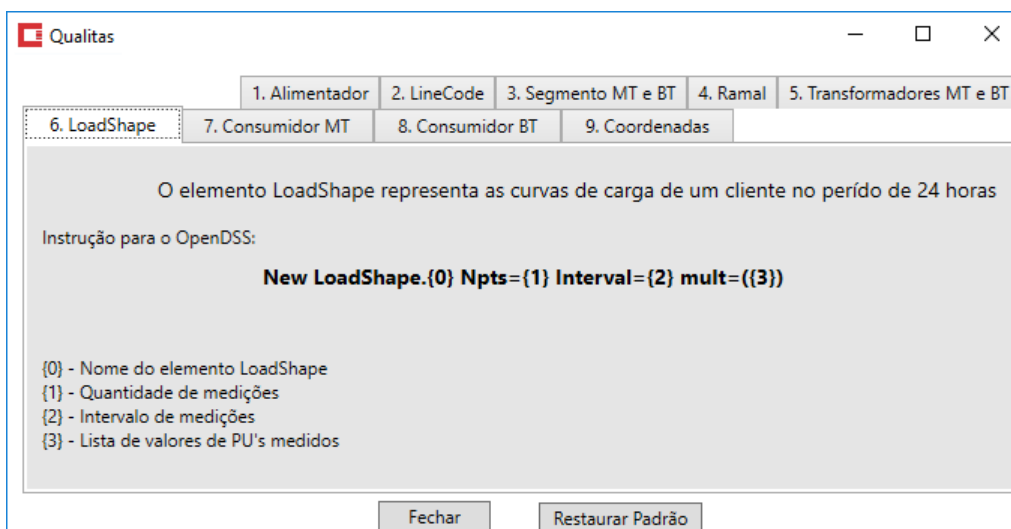 Qualitas
1. Alimentador 2. LineCode 3. Segmento MT e BT 4. Ramal 5. Transformadores MT e BT
6. LoadShape 7. Consumidor MT 8. Consumidor BT 9. Coordenadas
O elemento LoadShape representa as curvas de carga de um cliente no perído de 24 horas
Instrução para o OpenDSS:
New LoadShape.{0} Npts={1} Interval={2} mult=({3})
{0} - Nome do elemento LoadShape
{1} - Quantidade de medições
{2} - Intervalo de medições
{3} - Lista de valores de PU's medidos
Fechar Restaurar Padrão